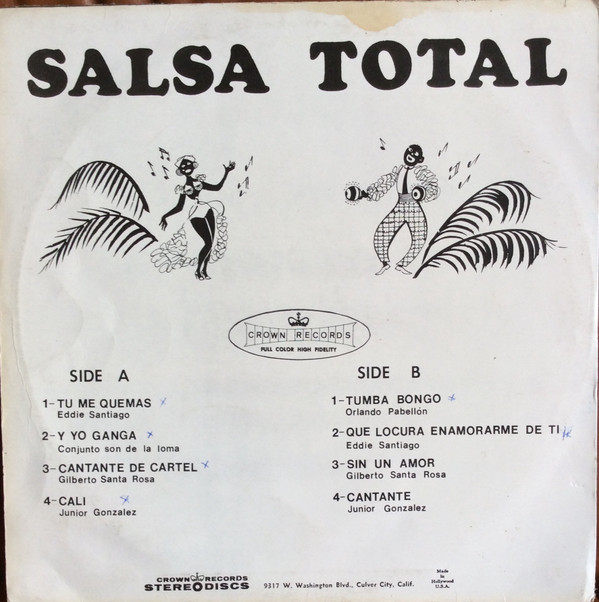 SALSA TOTAL
CROWN RECORDS
FULL COLOR HIGH FIDELITY
SIDE A
1-TU ME QUEMAS
Eddie Santiago
2-Y YO GANGA
Conjunto son de la loma
3-CANTANTE DE CARTEL
Gilberto Santa Rosa
4-CALI
Junior Gonzalez
SIDE B
1-TUMBA BONGO
Orlando Pabellón
2-QUE LOCURA ENAMORARME DE TI
Eddie Santiago
3-SIN UN AMOR
Gilberto Santa Rosa
4-CANTANTE
Junior Gonzalez
CROWN RECORDS
STEREO DISCS
9317 W. Washington Blvd., Culver City, Calif.
Made
In
Hollywood
U.S.A.